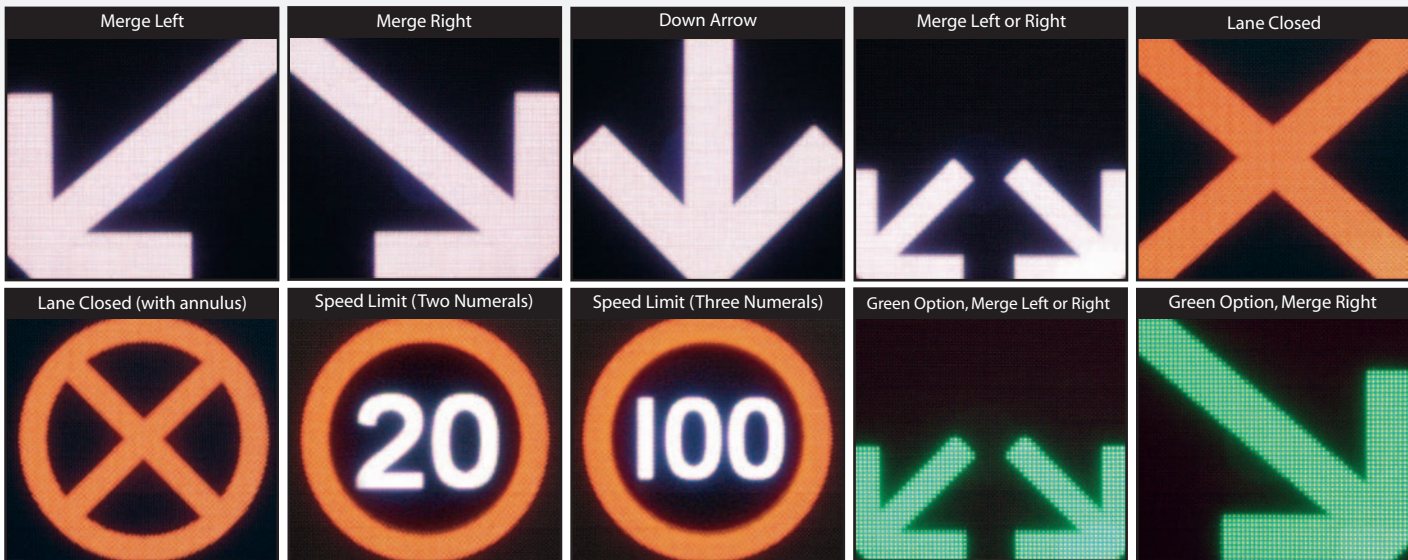 Merge Left
Merge Right
Down Arrow
Merge Left or Right
Lane Closed
Lane Closed (with annulus)
Speed Limit (Two Numerals)
Speed Limit (Three Numerals)
Green Option, Merge Left or Right
Green Option, Merge Right
20
100